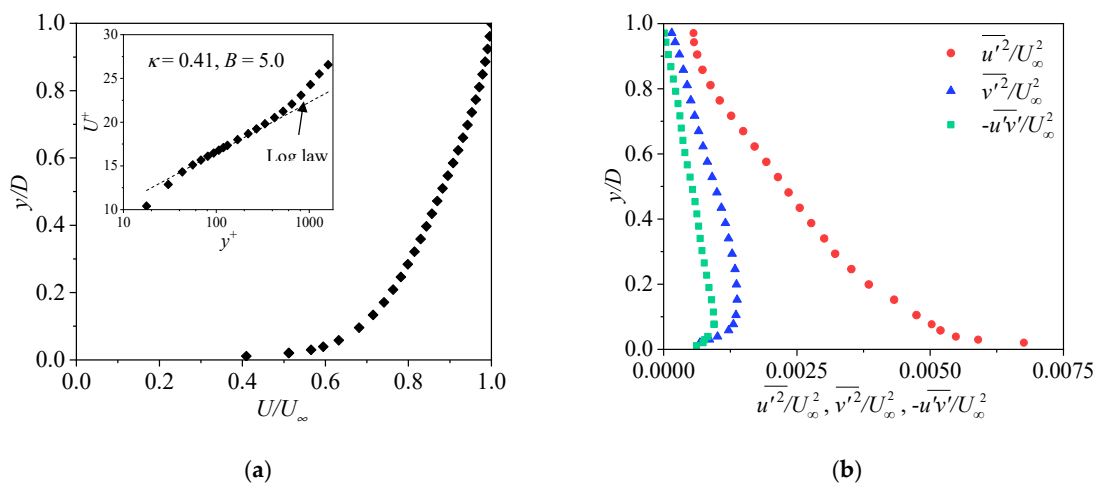 1.0
0.8
0.6
0.4
0.2
0.0
y/D
0.0 0.2 0.4 0.6 0.8 1.0
U/U∞
30
25
20
15
10
U⁺
10 100 1000
y⁺
κ = 0.41, B = 5.0
Log law
(a)
1.0
0.8
0.6
0.4
0.2
0.0
y/D
0.0000 0.0025 0.0050 0.0075
u′²/U∞², v′²/U∞², -u′v′/U∞²
u′²/U∞²
v′²/U∞²
-u′v′/U∞²
(b)